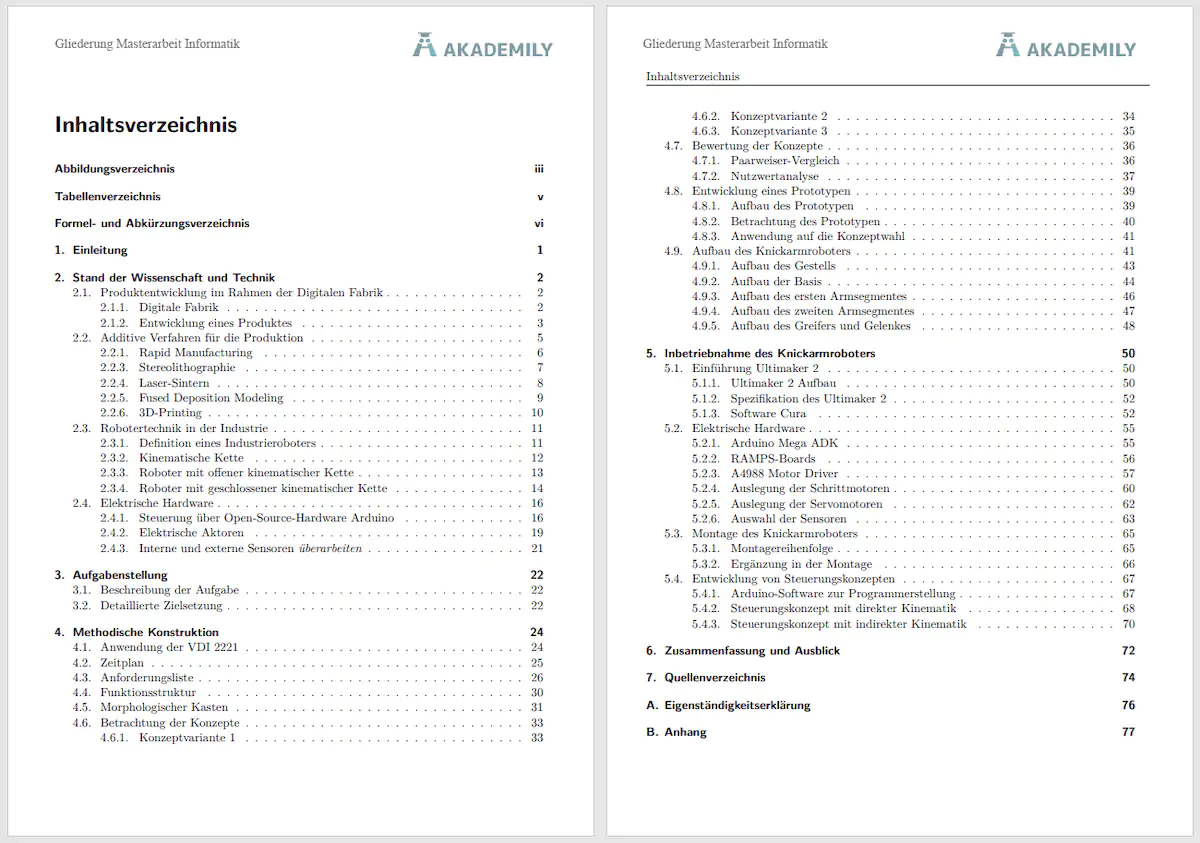 Gliederung Masterarbeit Informatik
AKADEMILY
Inhaltsverzeichnis
Abbildungsverzeichnis iii
Tabellenverzeichnis v
Formel- und Abkürzungsverzeichnis vi
1. Einleitung 1
2. Stand der Wissenschaft und Technik 2
2.1. Produktentwicklung im Rahmen der Digitalen Fabrik . . . . . . . . . . . . . . . 2
2.1.1. Digitale Fabrik . . . . . . . . . . . . . . . 2
2.1.2. Entwicklung eines Produktes . . . . . . . . . . . . . . . 3
2.2. Additive Verfahren für die Produktion . . . . . . . . . . . . . . . 5
2.2.1. Rapid Manufacturing . . . . . . . . . . . . . . . 6
2.2.3. Stereolithographie . . . . . . . . . . . . . . . 7
2.2.4. Laser-Sintern . . . . . . . . . . . . . . . 8
2.2.5. Fused Deposition Modeling . . . . . . . . . . . . . . . 9
2.2.6. 3D-Printing . . . . . . . . . . . . . . . 10
2.3. Robotertechnik in der Industrie . . . . . . . . . . . . . . . 11
2.3.1. Definition eines Industrieroboters . . . . . . . . . . . . . . . 11
2.3.2. Kinematische Kette . . . . . . . . . . . . . . . 12
2.3.3. Roboter mit offener kinematischer Kette . . . . . . . . . . . . . . . 13
2.3.4. Roboter mit geschlossener kinematischer Kette . . . . . . . . . . . . . . . 14
2.4. Elektrische Hardware . . . . . . . . . . . . . . . 16
2.4.1. Steuerung über Open-Source-Hardware Arduino . . . . . . . . . . . . . . . 16
2.4.2. Elektrische Aktoren . . . . . . . . . . . . . . . 19
2.4.3. Interne und externe Sensoren überarbeiten . . . . . . . . . . . . . . . 21
3. Aufgabenstellung 22
3.1. Beschreibung der Aufgabe . . . . . . . . . . . . . . . 22
3.2. Detaillierte Zielsetzung . . . . . . . . . . . . . . . 22
4. Methodische Konstruktion 24
4.1. Anwendung der VDI 2221 . . . . . . . . . . . . . . . 24
4.2. Zeitplan . . . . . . . . . . . . . . . 25
4.3. Anforderungsliste . . . . . . . . . . . . . . . 26
4.4. Funktionsstruktur . . . . . . . . . . . . . . . 30
4.5. Morphologischer Kasten . . . . . . . . . . . . . . . 31
4.6. Betrachtung der Konzepte . . . . . . . . . . . . . . . 33
4.6.1. Konzeptvariante 1 . . . . . . . . . . . . . . . 33
Gliederung Masterarbeit Informatik
AKADEMILY
Inhaltsverzeichnis
4.6.2. Konzeptvariante 2 . . . . . . . . . . . . . . . 34
4.6.3. Konzeptvariante 3 . . . . . . . . . . . . . . . 35
4.7. Bewertung der Konzepte . . . . . . . . . . . . . . . 36
4.7.1. Paarweiser-Vergleich . . . . . . . . . . . . . . . 36
4.7.2. Nutzwertanalyse . . . . . . . . . . . . . . . 37
4.8. Entwicklung eines Prototypen . . . . . . . . . . . . . . . 39
4.8.1. Aufbau des Prototypen . . . . . . . . . . . . . . . 39
4.8.2. Betrachtung des Prototypen . . . . . . . . . . . . . . . 40
4.8.3. Anwendung auf die Konzeptwahl . . . . . . . . . . . . . . . 41
4.9. Aufbau des Knickarmroboters . . . . . . . . . . . . . . . 41
4.9.1. Aufbau des Gestells . . . . . . . . . . . . . . . 43
4.9.2. Aufbau der Basis . . . . . . . . . . . . . . . 44
4.9.3. Aufbau des ersten Armsegmentes . . . . . . . . . . . . . . . 46
4.9.4. Aufbau des zweiten Armsegmentes . . . . . . . . . . . . . . . 47
4.9.5. Aufbau des Greifers und Gelenkes . . . . . . . . . . . . . . . 48
5. Inbetriebnahme des Knickarmroboters 50
5.1. Einführung Ultimaker 2 . . . . . . . . . . . . . . . 50
5.1.1. Ultimaker 2 Aufbau . . . . . . . . . . . . . . . 50
5.1.2. Spezifikation des Ultimaker 2 . . . . . . . . . . . . . . . 52
5.1.3. Software Cura . . . . . . . . . . . . . . . 52
5.2. Elektrische Hardware . . . . . . . . . . . . . . . 55
5.2.1. Arduino Mega ADK . . . . . . . . . . . . . . . 55
5.2.2. RAMPS-Boards . . . . . . . . . . . . . . . 56
5.2.3. A4988 Motor Driver . . . . . . . . . . . . . . . 57
5.2.4. Auslegung der Schrittmotoren . . . . . . . . . . . . . . . 60
5.2.5. Auslegung der Servomotoren . . . . . . . . . . . . . . . 62
5.2.6. Auswahl der Sensoren . . . . . . . . . . . . . . . 63
5.3. Montage des Knickarmroboters . . . . . . . . . . . . . . . 65
5.3.1. Montagereihenfolge . . . . . . . . . . . . . . . 65
5.3.2. Ergänzung in der Montage . . . . . . . . . . . . . . . 66
5.4. Entwicklung von Steuerungskonzepten . . . . . . . . . . . . . . . 67
5.4.1. Arduino-Software zur Programmerstellung . . . . . . . . . . . . . . . 67
5.4.2. Steuerungskonzept mit direkter Kinematik . . . . . . . . . . . . . . . 68
5.4.3. Steuerungskonzept mit indirekter Kinematik . . . . . . . . . . . . . . . 70
6. Zusammenfassung und Ausblick 72
7. Quellenverzeichnis 74
A. Eigenständigkeitserklärung 76
B. Anhang 77